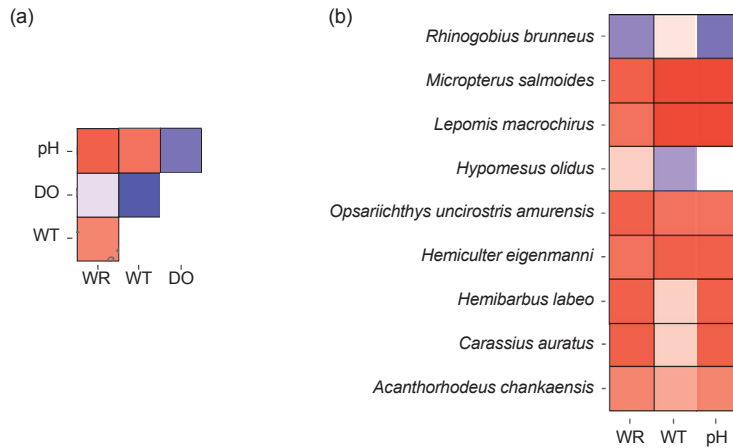 (a)
pH
DO
WT
WR WT DO
(b)
Rhinogobius brunneus
Micropterus salmoides
Lepomis macrochirus
Hypomesus olidus
Opsariichthys uncirostris amurensis
Hemiculter eigenmanni
Hemibarbus labeo
Carassius auratus
Acanthorhodeus chankaensis
WR WT pH